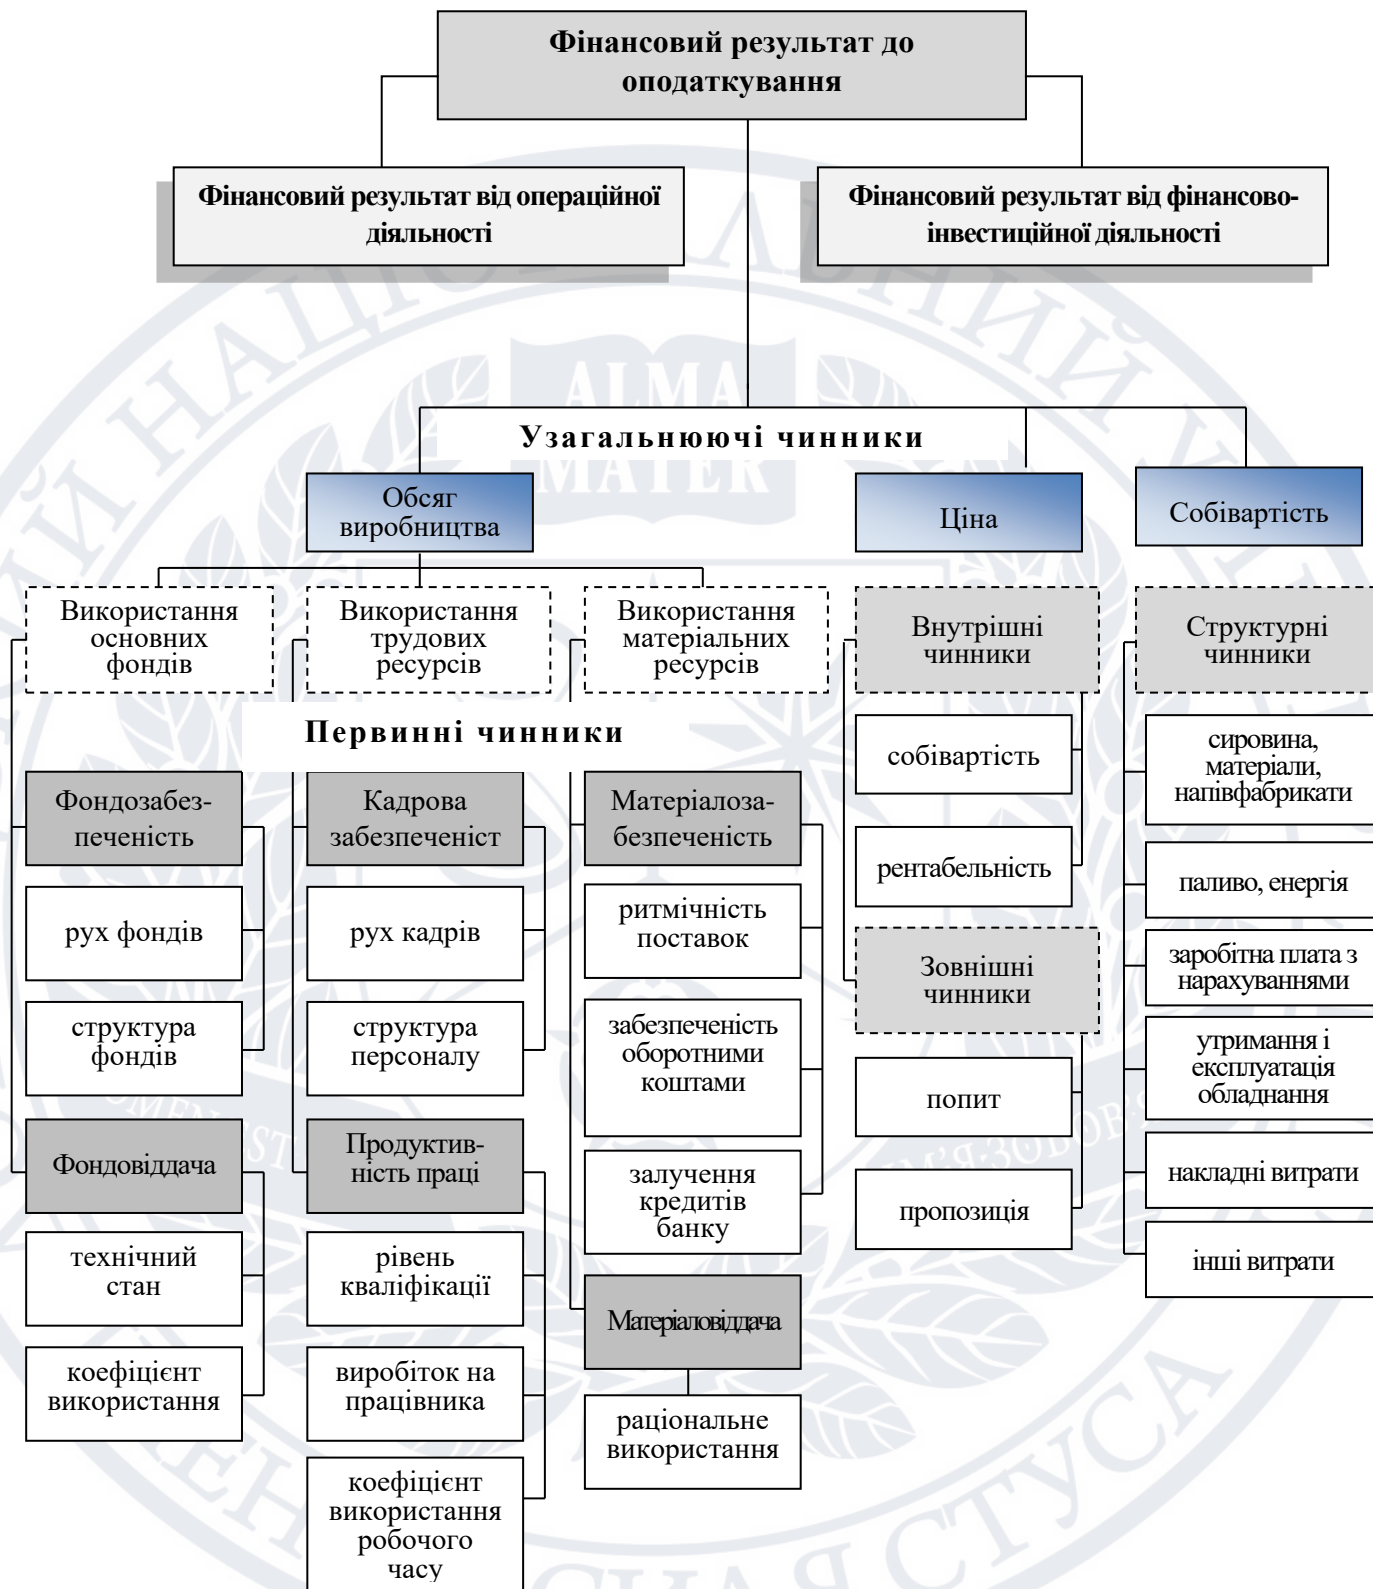 Фінансовий результат до
оподаткування
Фінансовий результат від операційної
діяльності
Фінансовий результат від фінансово-
інвестиційної діяльності
ALMA
MATER
Узагальнюючі чинники
Обсяг
виробництва
Ціна
Собівартість
Використання
основних
фондів
Використання
трудових
ресурсів
Використання
матеріальних
ресурсів
Внутрішні
чинники
Структурні
чинники
Первинні чинники
Фондозабез-
печеність
рух фондів
структура
фондів
Фондовіддача
технічний
стан
коефіцієнт
використання
Кадрова
забезпеченіст
рух кадрів
структура
персоналу
Продуктив-
ність праці
рівень
кваліфікації
виробіток на
працівника
коефіцієнт
використання
робочого
часу
Матеріалоза-
безпеченість
ритмічність
поставок
забезпеченість
оборотними
коштами
залучення
кредитів
банку
Матеріаловіддача
раціональне
використання
собівартість
рентабельність
Зовнішні
чинники
попит
пропозиція
сировина,
матеріали,
напівфабрикати
паливо, енергія
заробітна плата з
нарахуваннями
утримання і
експлуатація
обладнання
накладні витрати
інші витрати